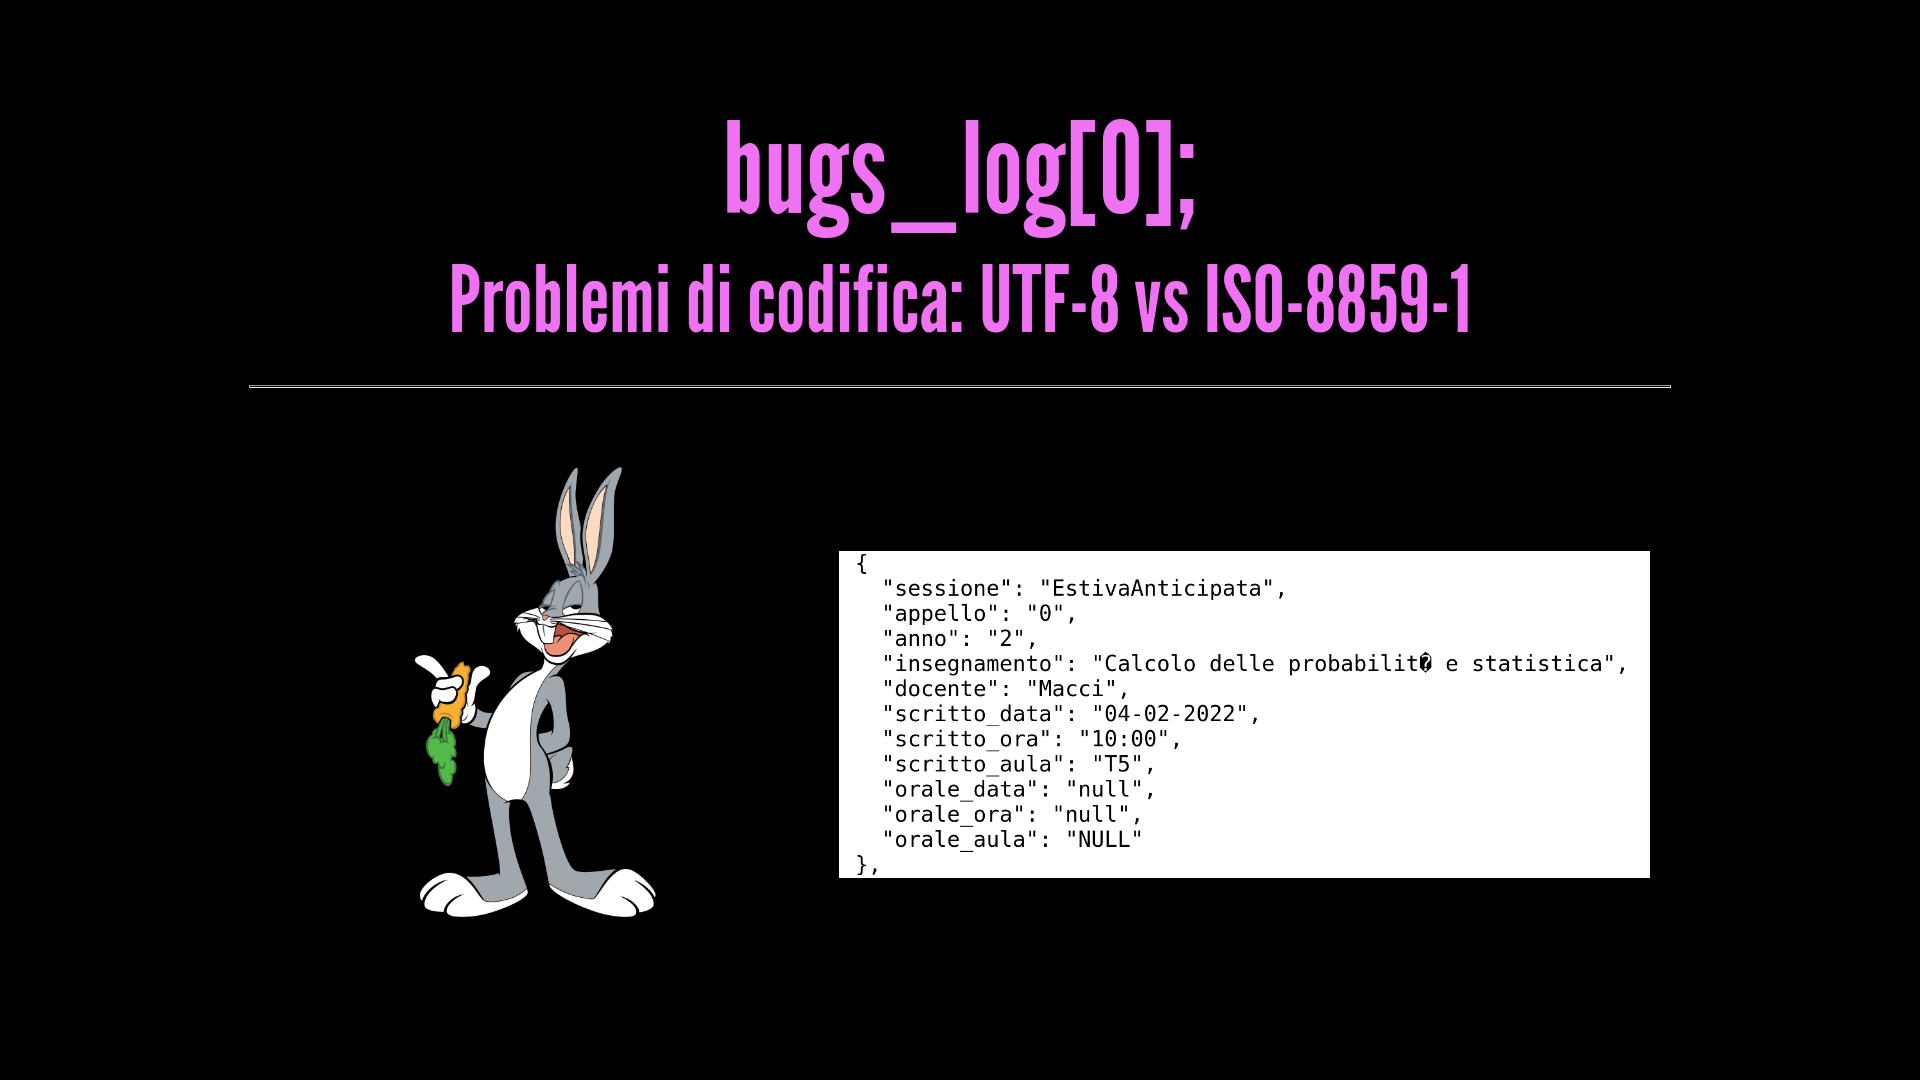 bugs_log[0];
Problemi di codifica: UTF-8 vs ISO-8859-1
{
  "sessione": "EstivaAnticipata",
  "appello": "0",
  "anno": "2",
  "insegnamento": "Calcolo delle probabilit� e statistica",
  "docente": "Macci",
  "scritto_data": "04-02-2022",
  "scritto_ora": "10:00",
  "scritto_aula": "T5",
  "orale_data": "null",
  "orale_ora": "null",
  "orale_aula": "NULL"
},